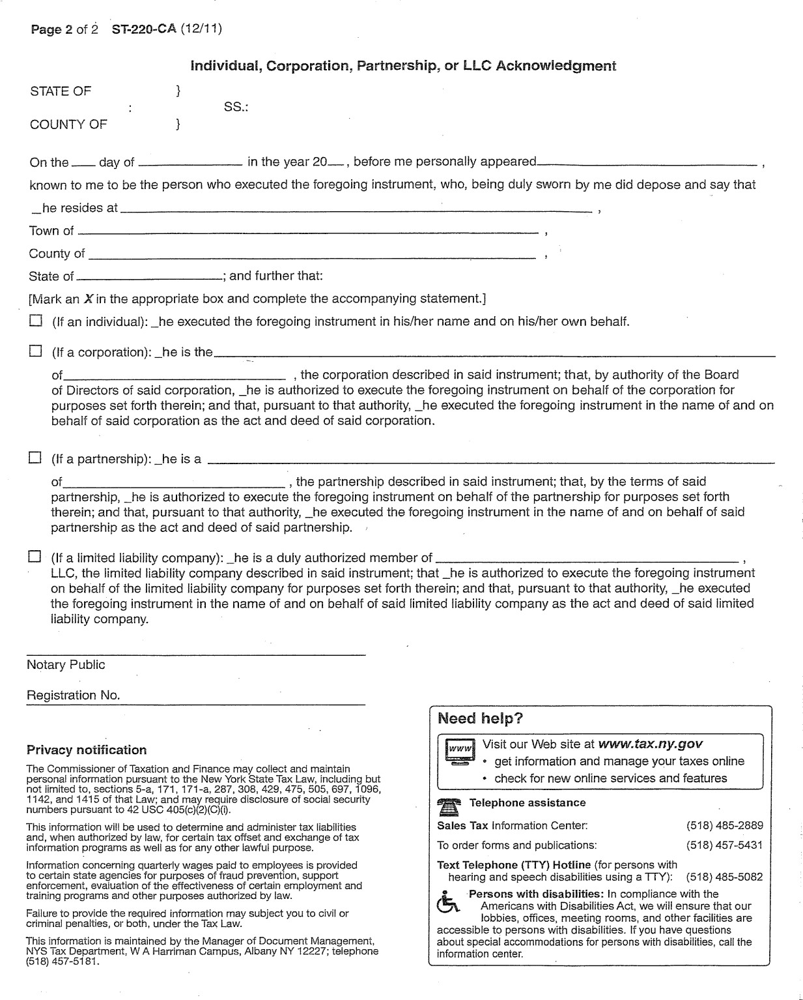 Page 2 of 2 ST-220-CA (12/11)
Individual, Corporation, Partnership, or LLC Acknowledgment
STATE OF }
: SS.:
COUNTY OF }
On the ___ day of ______________ in the year 20__ , before me personally appeared______________________________ ,
known to me to be the person who executed the foregoing instrument, who, being duly sworn by me did depose and say that
_he resides at ______________________________ ,
Town of ______________________________ ,
County of ______________________________ ,
State of ____________________; and further that:
[Mark an X in the appropriate box and complete the accompanying statement.]
☐ (If an individual): _he executed the foregoing instrument in his/her name and on his/her own behalf.
☐ (If a corporation): _he is the______________________________
of______________________________ , the corporation described in said instrument; that, by authority of the Board
of Directors of said corporation, _he is authorized to execute the foregoing instrument on behalf of the corporation for
purposes set forth therein; and that, pursuant to that authority, _he executed the foregoing instrument in the name of and on
behalf of said corporation as the act and deed of said corporation.
☐ (If a partnership): _he is a ______________________________
of______________________________ , the partnership described in said instrument; that, by the terms of said
partnership, _he is authorized to execute the foregoing instrument on behalf of the partnership for purposes set forth
therein; and that, pursuant to that authority, _he executed the foregoing instrument in the name of and on behalf of said
partnership as the act and deed of said partnership.
☐ (If a limited liability company): _he is a duly authorized member of ______________________________ ,
LLC, the limited liability company described in said instrument; that _he is authorized to execute the foregoing instrument
on behalf of the limited liability company for purposes set forth therein; and that, pursuant to that authority, _he executed
the foregoing instrument in the name of and on behalf of said limited liability company as the act and deed of said limited
liability company.
Notary Public
Registration No.
Privacy notification
The Commissioner of Taxation and Finance may collect and maintain
personal information pursuant to the New York State Tax Law, including but
not limited to, sections 5-a, 171, 171-a, 287, 308, 429, 475, 505, 697, 1096,
1142, and 1415 of that Law; and may require disclosure of social security
numbers pursuant to 42 USC 405(c)(2)(C)(i).
This information will be used to determine and administer tax liabilities
and, when authorized by law, for certain tax offset and exchange of tax
information programs as well as for any other lawful purpose.
Information concerning quarterly wages paid to employees is provided
to certain state agencies for purposes of fraud prevention, support
enforcement, evaluation of the effectiveness of certain employment and
training programs and other purposes authorized by law.
Failure to provide the required information may subject you to civil or
criminal penalties, or both, under the Tax Law.
This information is maintained by the Manager of Document Management,
NYS Tax Department, W A Harriman Campus, Albany NY 12227; telephone
(518) 457-5181.
Need help?
www Visit our Web site at www.tax.ny.gov
• get information and manage your taxes online
• check for new online services and features
Telephone assistance
Sales Tax Information Center: (518) 485-2889
To order forms and publications: (518) 457-5431
Text Telephone (TTY) Hotline (for persons with
hearing and speech disabilities using a TTY): (518) 485-5082
Persons with disabilities: In compliance with the
Americans with Disabilities Act, we will ensure that our
lobbies, offices, meeting rooms, and other facilities are
accessible to persons with disabilities. If you have questions
about special accommodations for persons with disabilities, call the
information center.